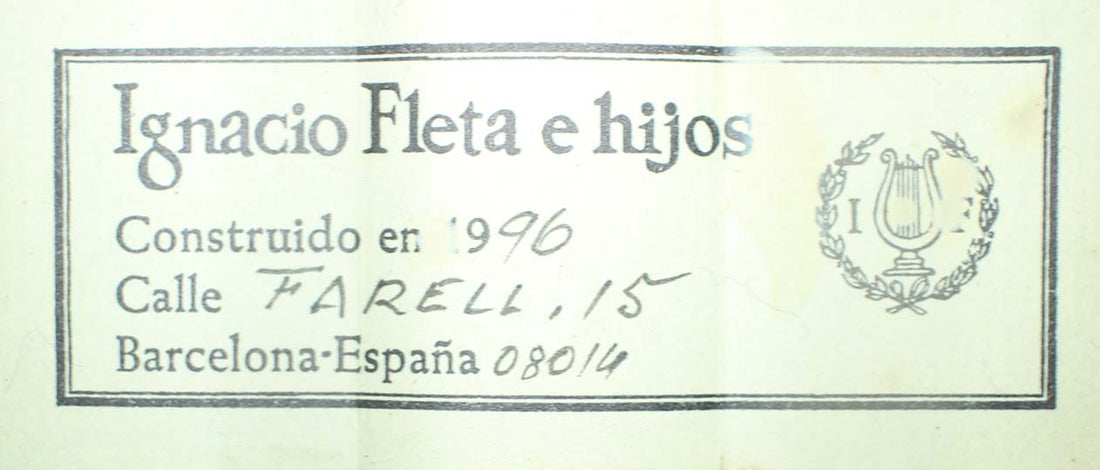 Ignacio Fleta e hijos
I
Construido en 1996
Calle FARELL, 15
Barcelona-España 08014